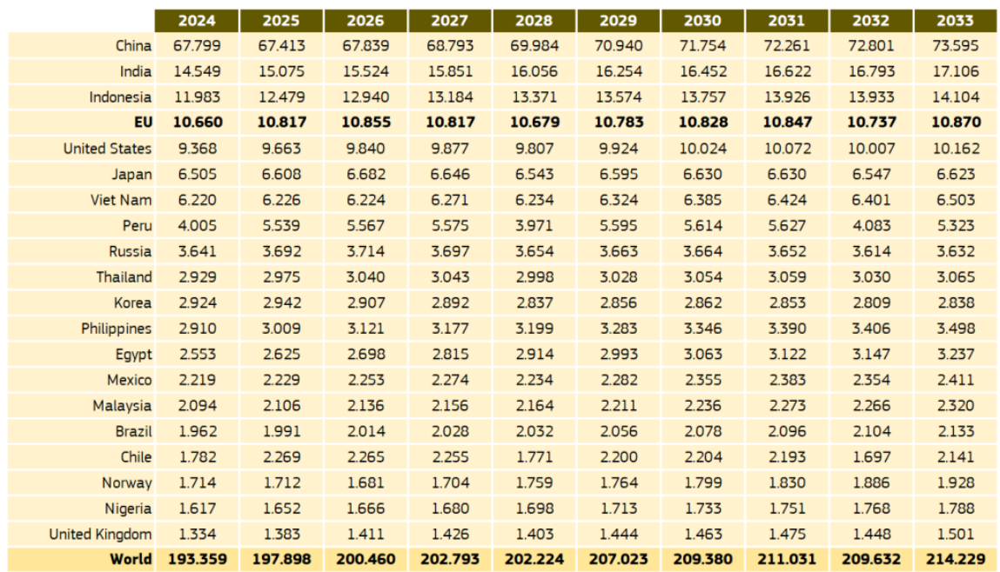 2024 2025 2026 2027 2028 2029 2030 2031 2032 2033
China 67.799 67.413 67.839 68.793 69.984 70.940 71.754 72.261 72.801 73.595
India 14.549 15.075 15.524 15.851 16.056 16.254 16.452 16.622 16.793 17.106
Indonesia 11.983 12.479 12.940 13.184 13.371 13.574 13.757 13.926 13.933 14.104
EU 10.660 10.817 10.855 10.817 10.679 10.783 10.828 10.847 10.737 10.870
United States 9.368 9.663 9.840 9.877 9.807 9.924 10.024 10.072 10.007 10.162
Japan 6.505 6.608 6.682 6.646 6.543 6.595 6.630 6.630 6.547 6.623
Viet Nam 6.220 6.226 6.224 6.271 6.234 6.324 6.385 6.424 6.401 6.503
Peru 4.005 5.539 5.567 5.575 3.971 5.595 5.614 5.627 4.083 5.323
Russia 3.641 3.692 3.714 3.697 3.654 3.663 3.664 3.652 3.614 3.632
Thailand 2.929 2.975 3.040 3.043 2.998 3.028 3.054 3.059 3.030 3.065
Korea 2.924 2.942 2.907 2.892 2.837 2.856 2.862 2.853 2.809 2.838
Philippines 2.910 3.009 3.121 3.177 3.199 3.283 3.346 3.390 3.406 3.498
Egypt 2.553 2.625 2.698 2.815 2.914 2.993 3.063 3.122 3.147 3.237
Mexico 2.219 2.229 2.253 2.274 2.234 2.282 2.355 2.383 2.354 2.411
Malaysia 2.094 2.106 2.136 2.156 2.164 2.211 2.236 2.273 2.266 2.320
Brazil 1.962 1.991 2.014 2.028 2.032 2.056 2.078 2.096 2.104 2.133
Chile 1.782 2.269 2.265 2.255 1.771 2.200 2.204 2.193 1.697 2.141
Norway 1.714 1.712 1.681 1.704 1.759 1.764 1.799 1.830 1.886 1.928
Nigeria 1.617 1.652 1.666 1.680 1.698 1.713 1.733 1.751 1.768 1.788
United Kingdom 1.334 1.383 1.411 1.426 1.403 1.444 1.463 1.475 1.448 1.501
World 193.359 197.898 200.460 202.793 202.224 207.023 209.380 211.031 209.632 214.229